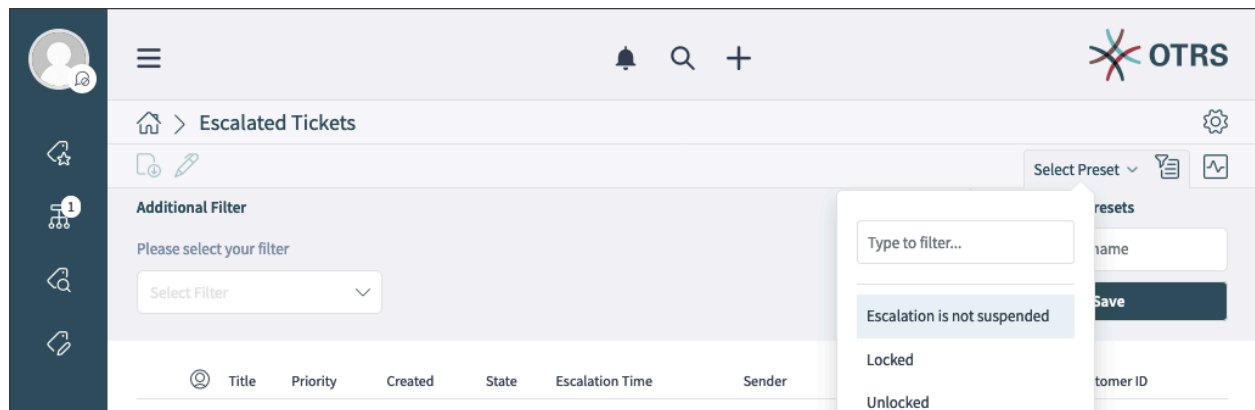 OTRS
Escalated Tickets
Select Preset
Additional Filter
resets
Please select your filter
Type to filter...
name
Select Filter
Save
Escalation is not suspended
Locked
Unlocked
Title Priority Created State Escalation Time Sender tomer ID
1